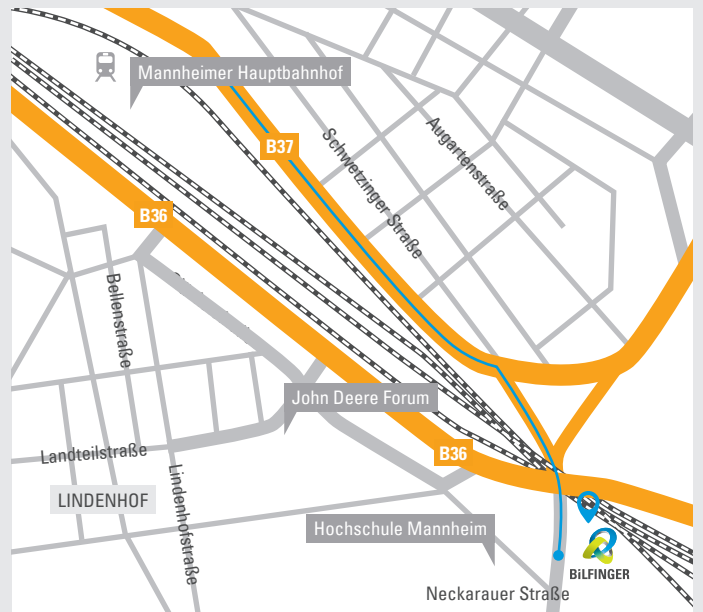 Mannheimer Hauptbahnhof
B37
Schwetzinger Straße
Augartenstraße
B36
Bellenstraße
John Deere Forum
B36
Landteilstraße
Lindenhofstraße
LINDENHOF
Hochschule Mannheim
BiLFINGER
Neckarauer Straße